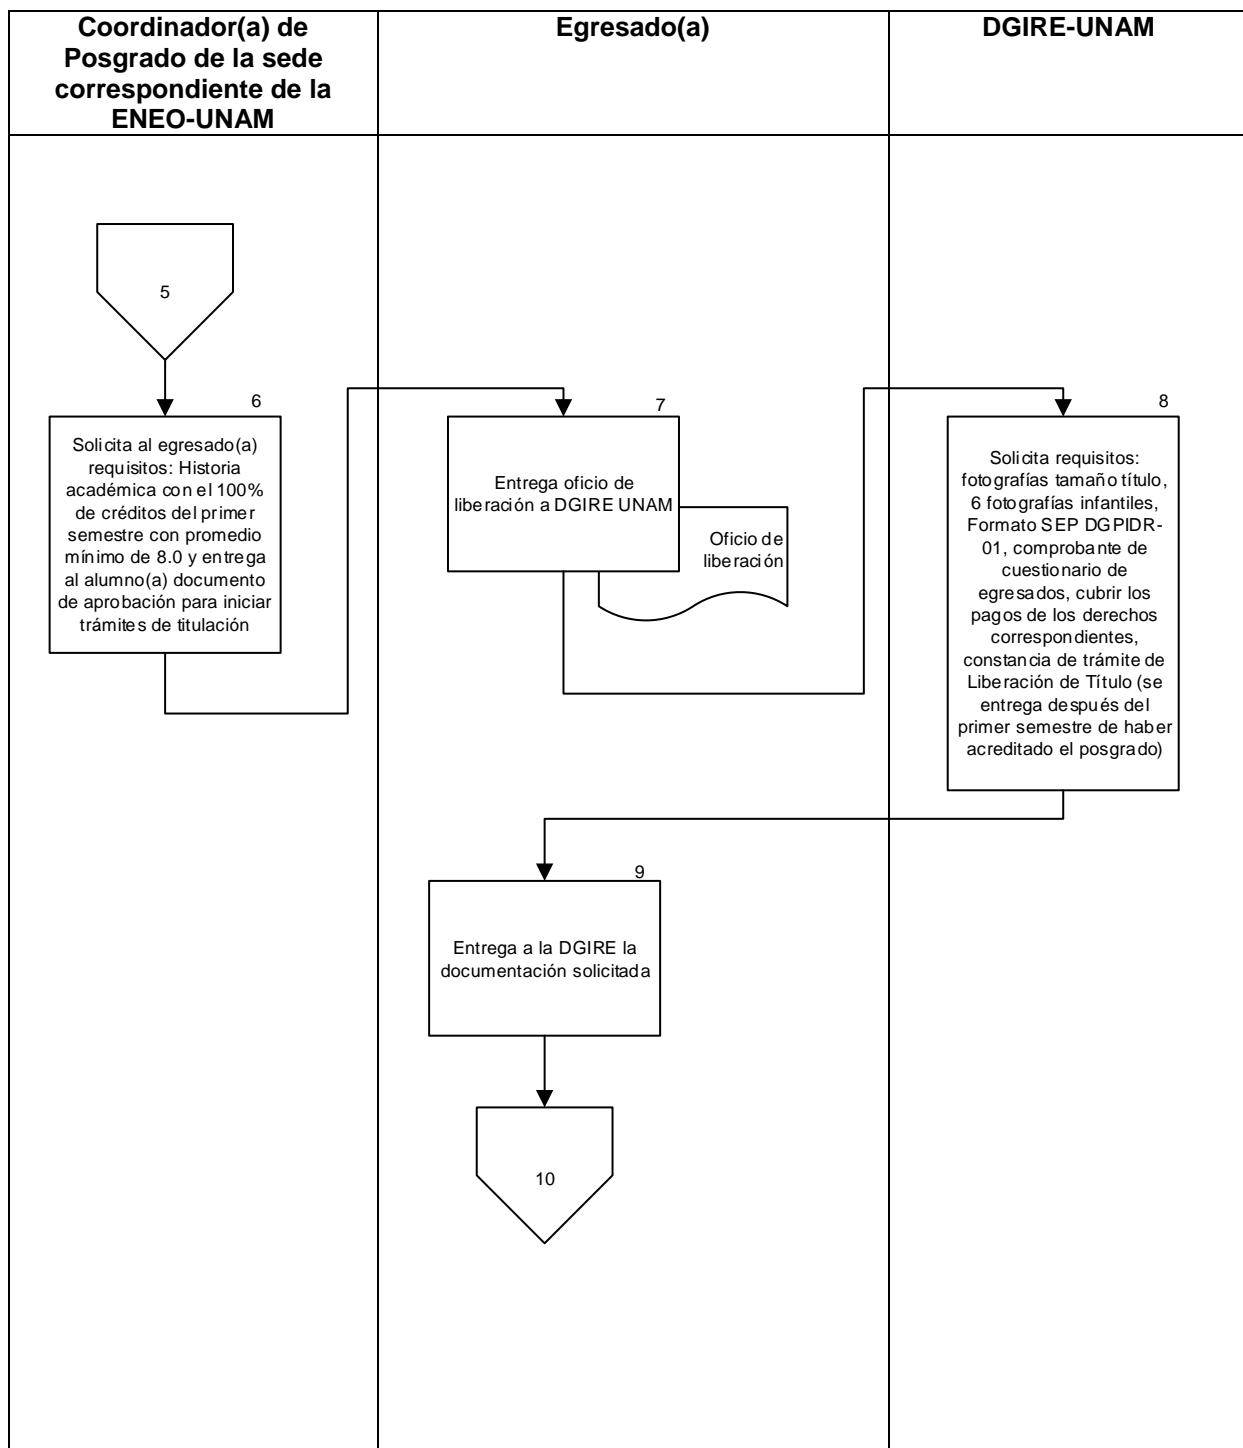 Coordinador(a) de
Posgrado de la sede
correspondiente de la
ENEO-UNAM
Egresado(a)
DGIRE-UNAM
5
6
Solicita al egresado(a)
requisitos: Historia
académica con el 100%
de créditos del primer
semestre con promedio
mínimo de 8.0 y entrega
al alumno(a) documento
de aprobación para iniciar
trámites de titulación
7
Entrega oficio de
liberación a DGIRE UNAM
Oficio de
liberación
8
Solicita requisitos:
fotografías tamaño título,
6 fotografías infantiles,
Formato SEP DGPIDR-
01, comprobante de
cuestionario de
egresados, cubrir los
pagos de los derechos
correspondientes,
constancia de trámite de
Liberación de Título (se
entrega después del
primer semestre de haber
acreditado el posgrado)
9
Entrega a la DGIRE la
documentación solicitada
10